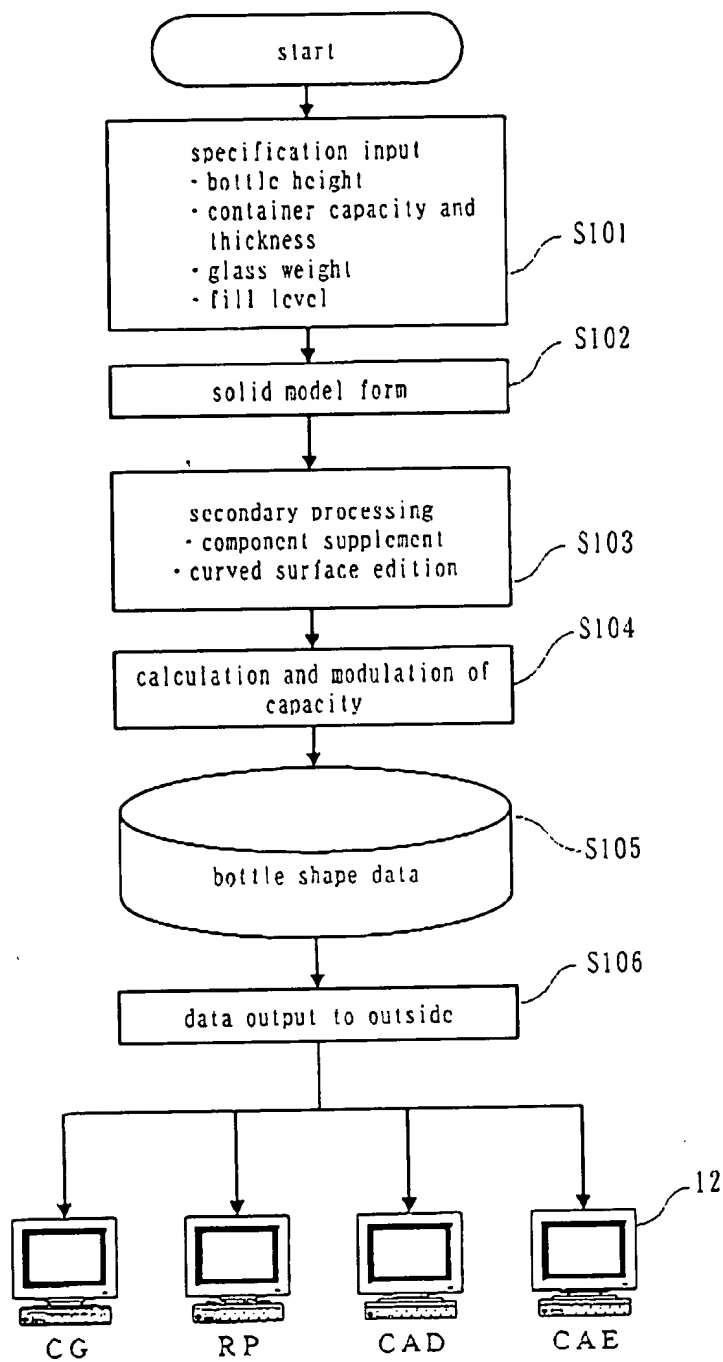 start
specification input
・bottle height
・container capacity and
thickness
・glass weight
・fill level
S101
S102
solid model form
secondary processing
・component supplement
・curved surface edition
S103
S104
calculation and modulation of
capacity
S105
bottle shape data
S106
data output to outside
12
CG RP CAD CAE